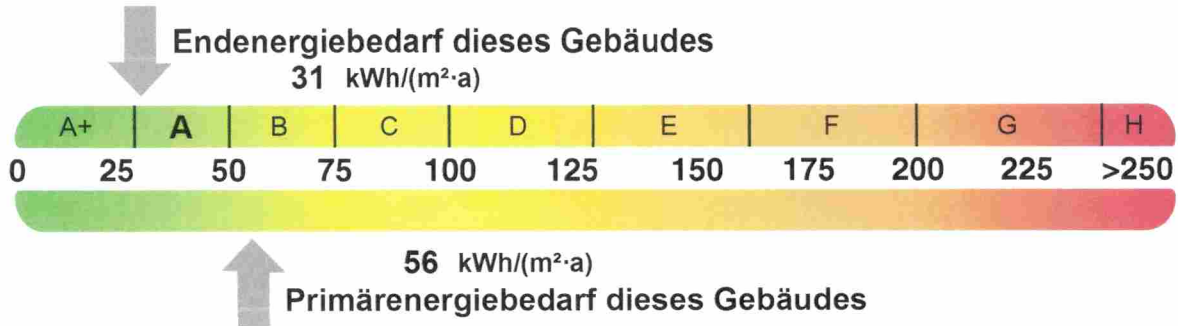 Endenergiebedarf dieses Gebäudes
31 kWh/(m²·a)
A+ A B C D E F G H
0 25 50 75 100 125 150 175 200 225 >250
56 kWh/(m²·a)
Primärenergiebedarf dieses Gebäudes